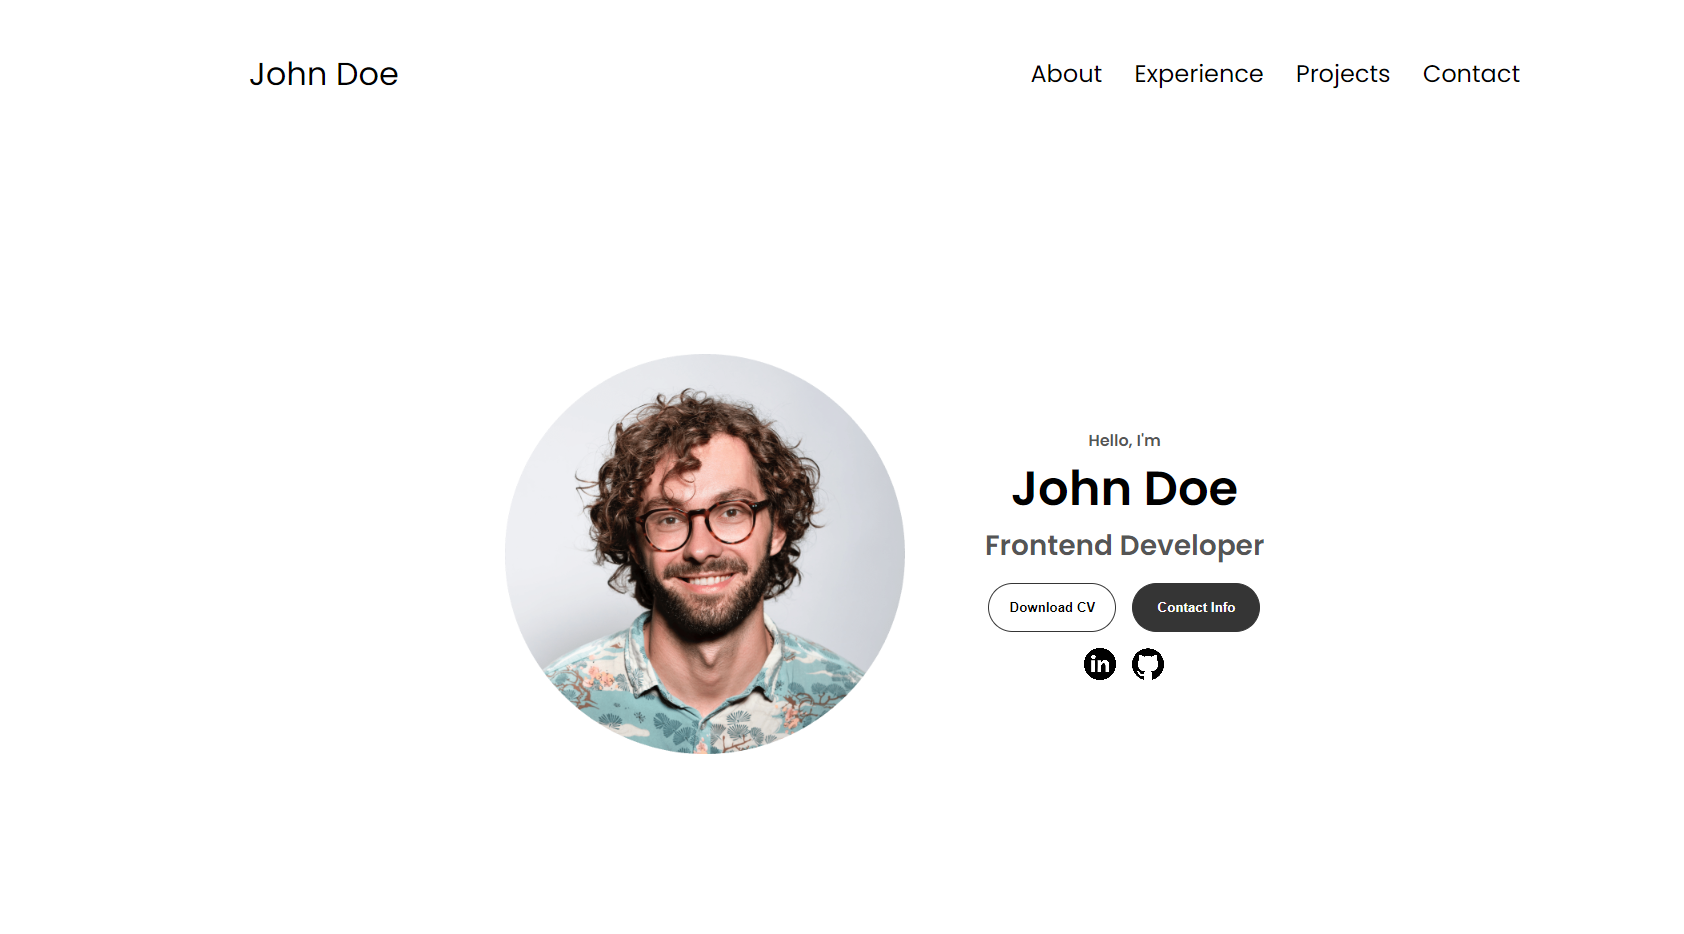 John Doe
About Experience Projects Contact
Hello, I'm
John Doe
Frontend Developer
Download CV
Contact Info
in